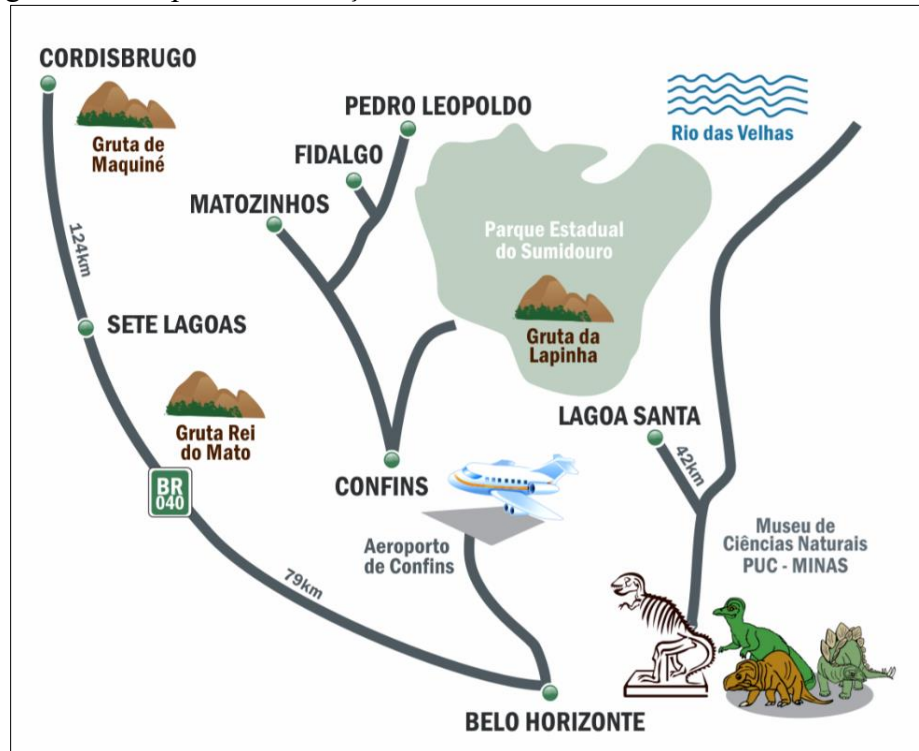 CORDISBRUGO
Gruta de
Maquiné
PEDRO LEOPOLDO
Rio das Velhas
FIDALGO
MATOZINHOS
Parque Estadual
do Sumidouro
124km
SETE LAGOAS
Gruta da
Lapinha
Gruta Rei
do Mato
LAGOA SANTA
42km
CONFINS
BR
040
Museu de
Ciências Naturais
PUC - MINAS
Aeroporto
de Confins
79km
BELO HORIZONTE